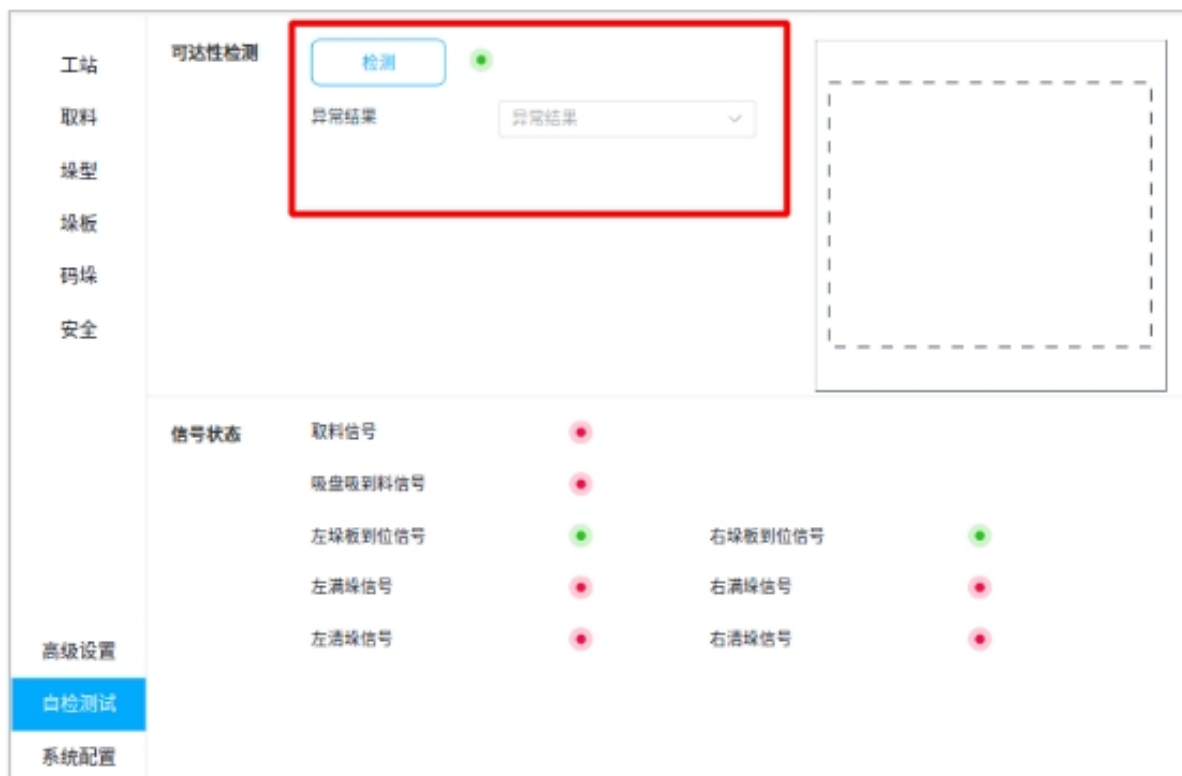 工站
取料
垛型
垛板
码垛
安全
高级设置
自检测试
系统配置
可达性检测
检测
异常结果
异常结果
信号状态
取料信号
吸盘吸到料信号
左垛板到位信号
右垛板到位信号
左满垛信号
右满垛信号
左清垛信号
右清垛信号